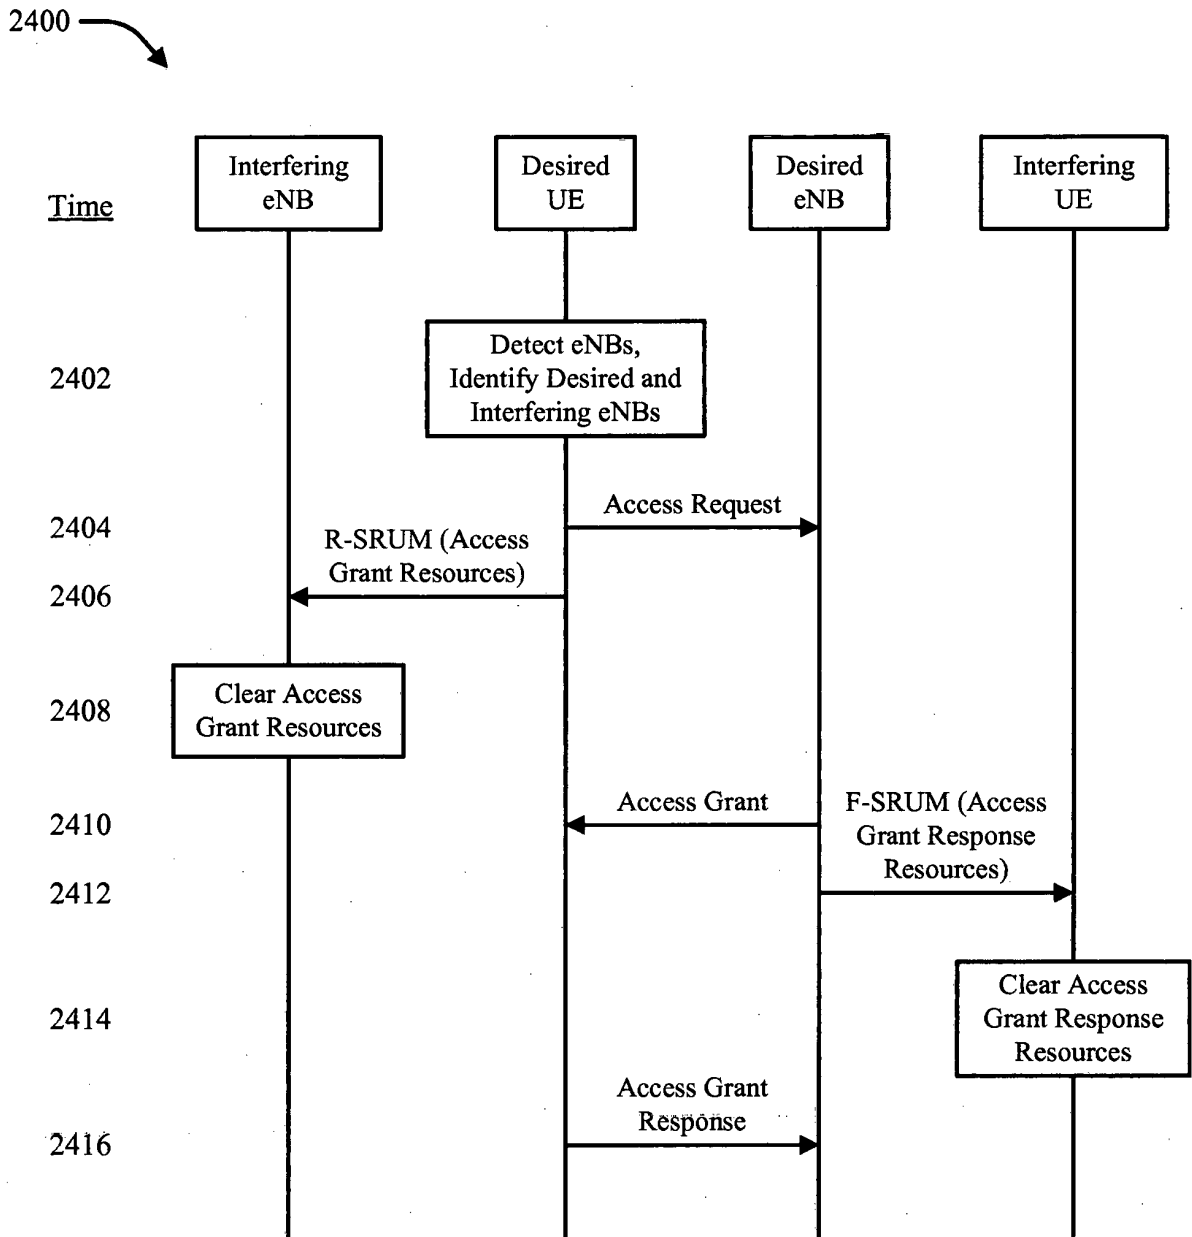 2400
Interfering
eNB
Desired
UE
Desired
eNB
Interfering
UE
Time
Detect eNBs,
Identify Desired and
Interfering eNBs
2402
Access Request
2404
R-SRUM (Access
Grant Resources)
2406
Clear Access
Grant Resources
2408
Access Grant
2410
F-SRUM (Access
Grant Response
Resources)
2412
Clear Access
Grant Response
Resources
2414
Access Grant
Response
2416